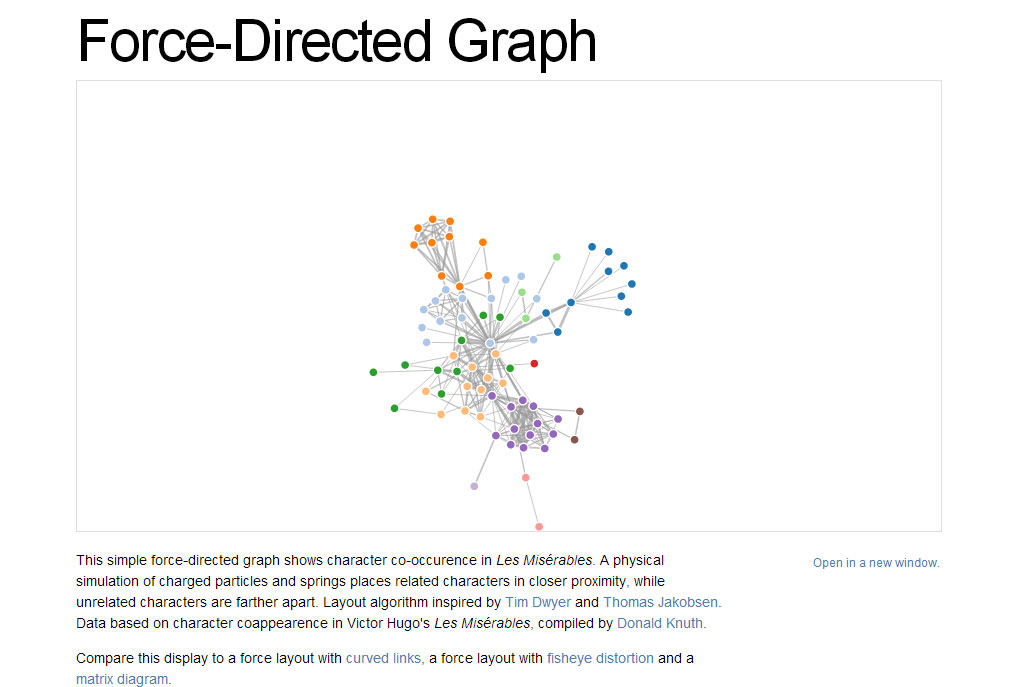 Force-Directed Graph
This simple force-directed graph shows character co-occurence in Les Misérables. A physical
simulation of charged particles and springs places related characters in closer proximity, while
unrelated characters are farther apart. Layout algorithm inspired by Tim Dwyer and Thomas Jakobsen.
Data based on character coappearence in Victor Hugo's Les Misérables, compiled by Donald Knuth.
Open in a new window.
Compare this display to a force layout with curved links, a force layout with fisheye distortion and a
matrix diagram.